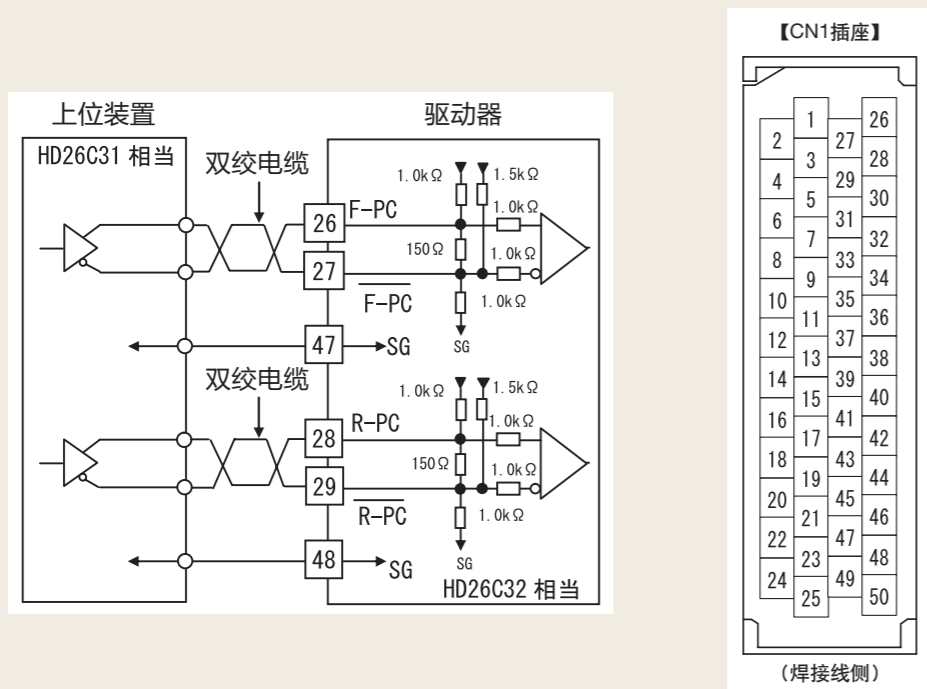 上位装置
驱动器
HD26C31 相当
双绞电缆
1.0kΩ
1.5kΩ
26
F-PC
1.0kΩ
150Ω
1.0kΩ
27
F-PC
1.0kΩ
47
SG
SG
双绞电缆
1.0kΩ
1.5kΩ
28
R-PC
1.0kΩ
150Ω
1.0kΩ
29
R-PC
1.0kΩ
48
SG
SG
HD26C32 相当
【CN1插座】
1
26
2
27
3
28
4
29
5
30
6
31
7
32
8
33
9
34
10
35
11
36
12
37
13
38
14
39
15
40
16
41
17
42
18
43
19
44
20
45
21
46
22
47
23
48
24
49
25
50
(焊接线侧)